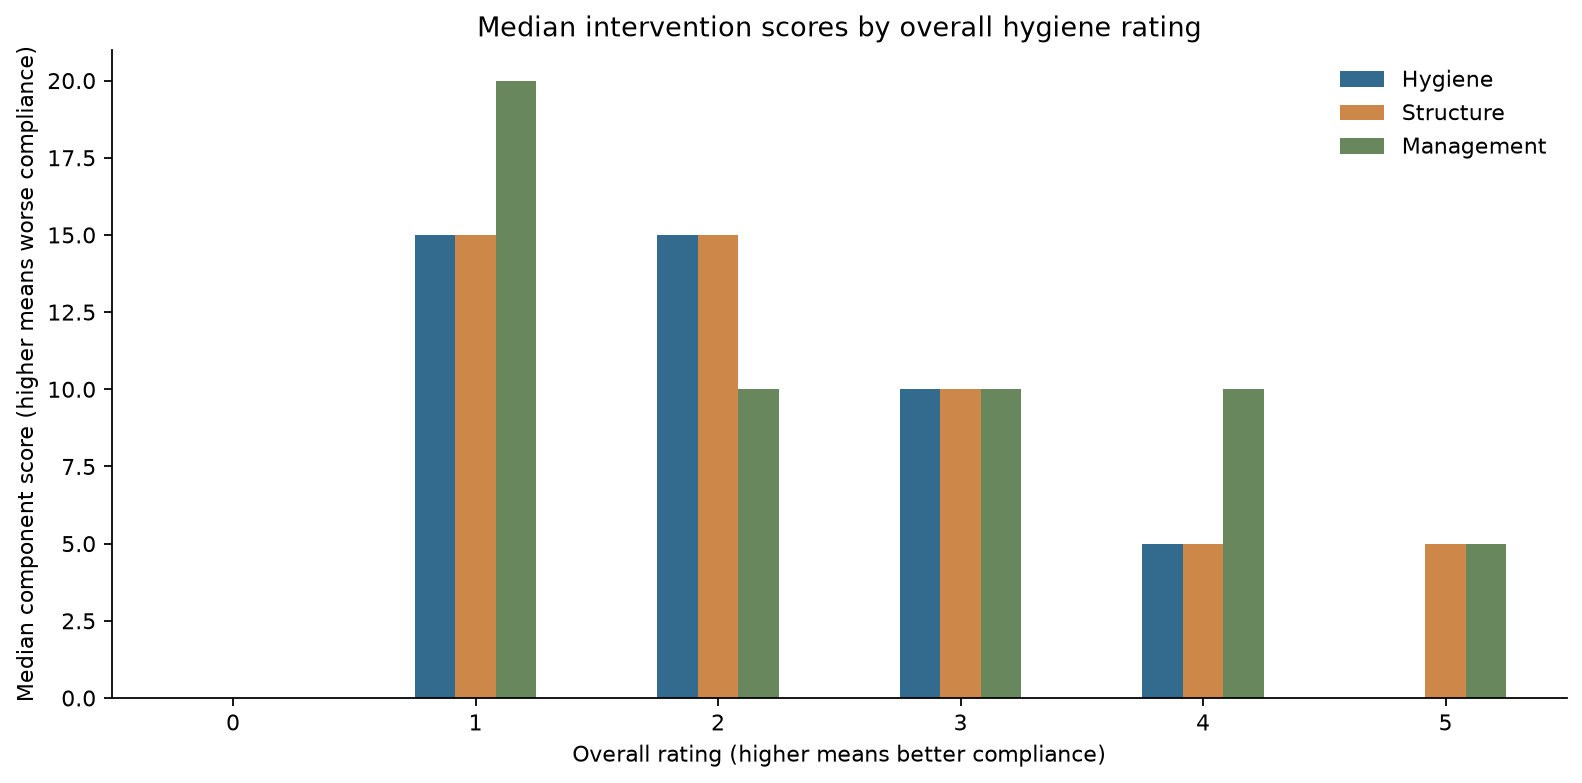 Median intervention scores by overall hygiene rating
Hygiene
Structure
Management
Median component score (higher means worse compliance)
20.0
17.5
15.0
12.5
10.0
7.5
5.0
2.5
0.0
0 1 2 3 4 5
Overall rating (higher means better compliance)